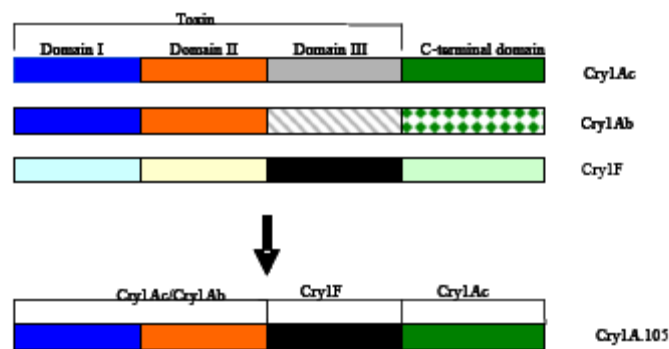 Toxin
Domain I Domain II Domain III C-terminal domain
Cry1Ac
Cry1Ab
Cry1F
Cry1Ac/Cry1Ab Cry1F Cry1Ac
Cry1A.105